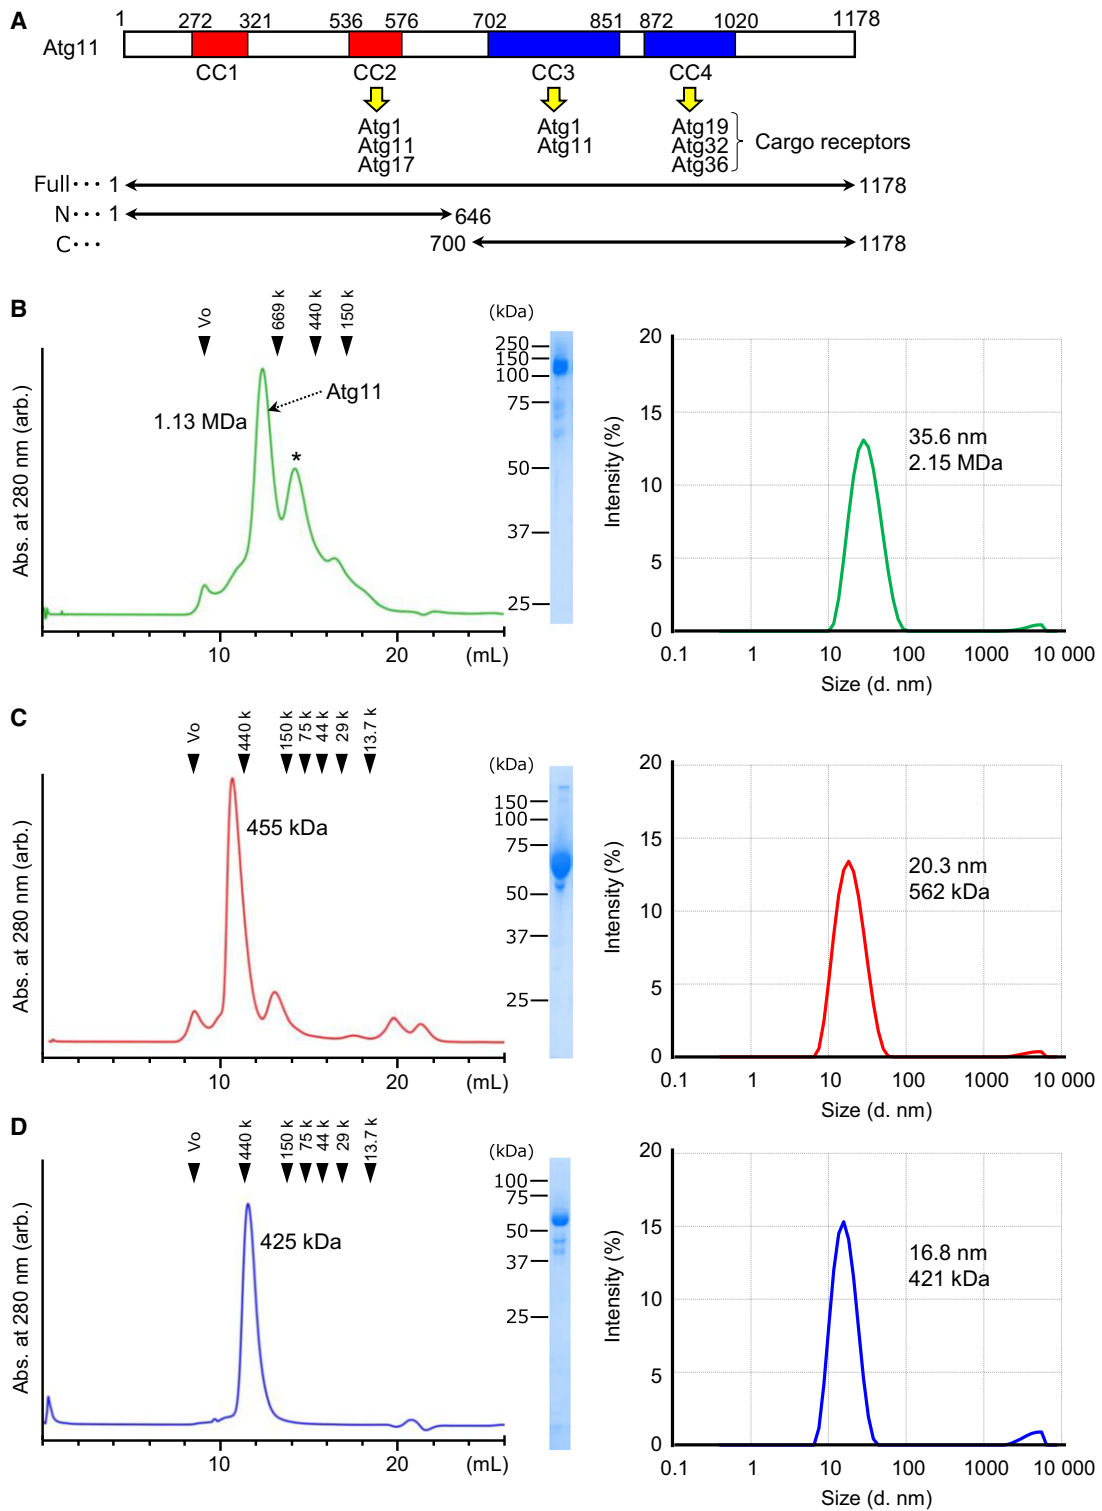 A
1 272 321 536 576 702 851 872 1020 1178
Atg11
CC1 CC2 CC3 CC4
Atg1 Atg1 Atg19
Atg11 Atg11 Atg32 Cargo receptors
Atg17 Atg36
Full··· 1 1178
N··· 1 646
C··· 700 1178
B
Vo 669 k 440 k 150 k
Abs. at 280 nm (arb.)
1.13 MDa
Atg11
*
10 20 (mL)
(kDa)
250
150
100
75
50
37
25
Intensity (%)
20
15
10
5
0
35.6 nm
2.15 MDa
0.1 1 10 100 1000 10 000
Size (d. nm)
C
Vo 440 k 150 k 75 k 44 k 29 k 13.7 k
Abs. at 280 nm (arb.)
455 kDa
10 20 (mL)
(kDa)
150
100
75
50
37
25
Intensity (%)
20
15
10
5
0
20.3 nm
562 kDa
0.1 1 10 100 1000 10 000
Size (d. nm)
D
Vo 440 k 150 k 75 k 44 k 29 k 13.7 k
Abs. at 280 nm (arb.)
425 kDa
10 20 (mL)
(kDa)
100
75
50
37
25
Intensity (%)
20
15
10
5
0
16.8 nm
421 kDa
0.1 1 10 100 1000 10 000
Size (d. nm)